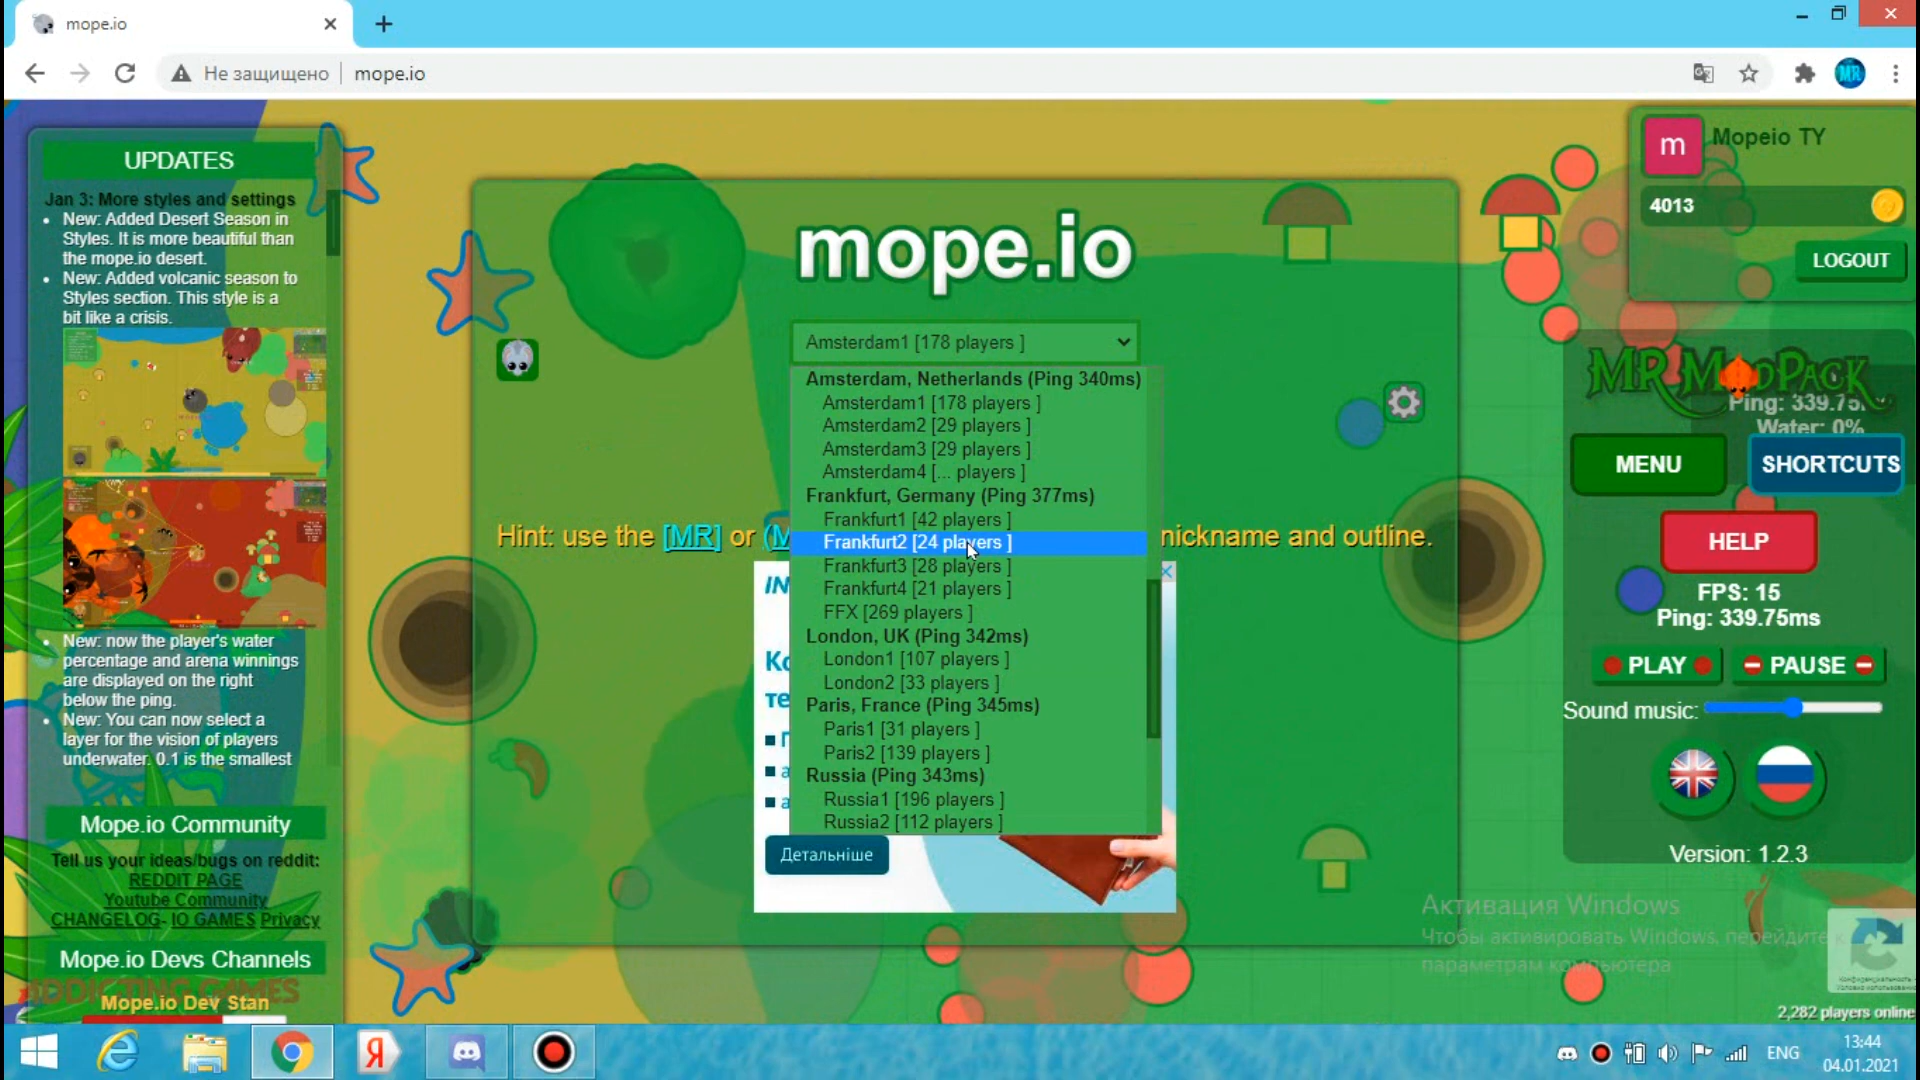 mope.io
Не защищено
mope.io
UPDATES
Jan 3: More styles and settings
New: Added Desert Season in
Styles. It is more beautiful than
the mope.io desert.
New: Added volcanic season to
Styles section. This style is a
bit like a crisis.
New: now the player's water
percentage and arena winnings
are displayed on the right
below the ping.
New: You can now select a
layer for the vision of players
underwater. 0.1 is the smallest
Mope.io Community
Tell us your ideas/bugs on reddit:
REDDIT PAGE
Youtube Community
CHANGELOG- IO GAMES Privacy
Mope.io Devs Channels
Mope.io Dev Stan
mope.io
Amsterdam1 [178 players ]
Amsterdam, Netherlands (Ping 340ms)
Amsterdam1 [178 players ]
Amsterdam2 [29 players ]
Amsterdam3 [29 players ]
Amsterdam4 [... players ]
Frankfurt, Germany (Ping 377ms)
Frankfurt1 [42 players ]
Frankfurt2 [24 players ]
Frankfurt3 [28 players ]
Frankfurt4 [21 players ]
FFX [269 players ]
London, UK (Ping 342ms)
London1 [107 players ]
London2 [33 players ]
Paris, France (Ping 345ms)
Paris1 [31 players ]
Paris2 [139 players ]
Russia (Ping 343ms)
Russia1 [196 players ]
Russia2 [112 players ]
Hint: use the [MR] or nickname and outline.
Детальніше
m
Mopeio TY
4013
LOGOUT
MR MODPACK
Ping: 339.75
Water: 0%
MENU
SHORTCUTS
HELP
FPS: 15
Ping: 339.75ms
PLAY
PAUSE
Sound music:
Version: 1.2.3
Активация Windows
Чтобы активировать Windows, перейдите к
параметрам компьютера
2,282 players online
ENG
13:44
04.01.2021